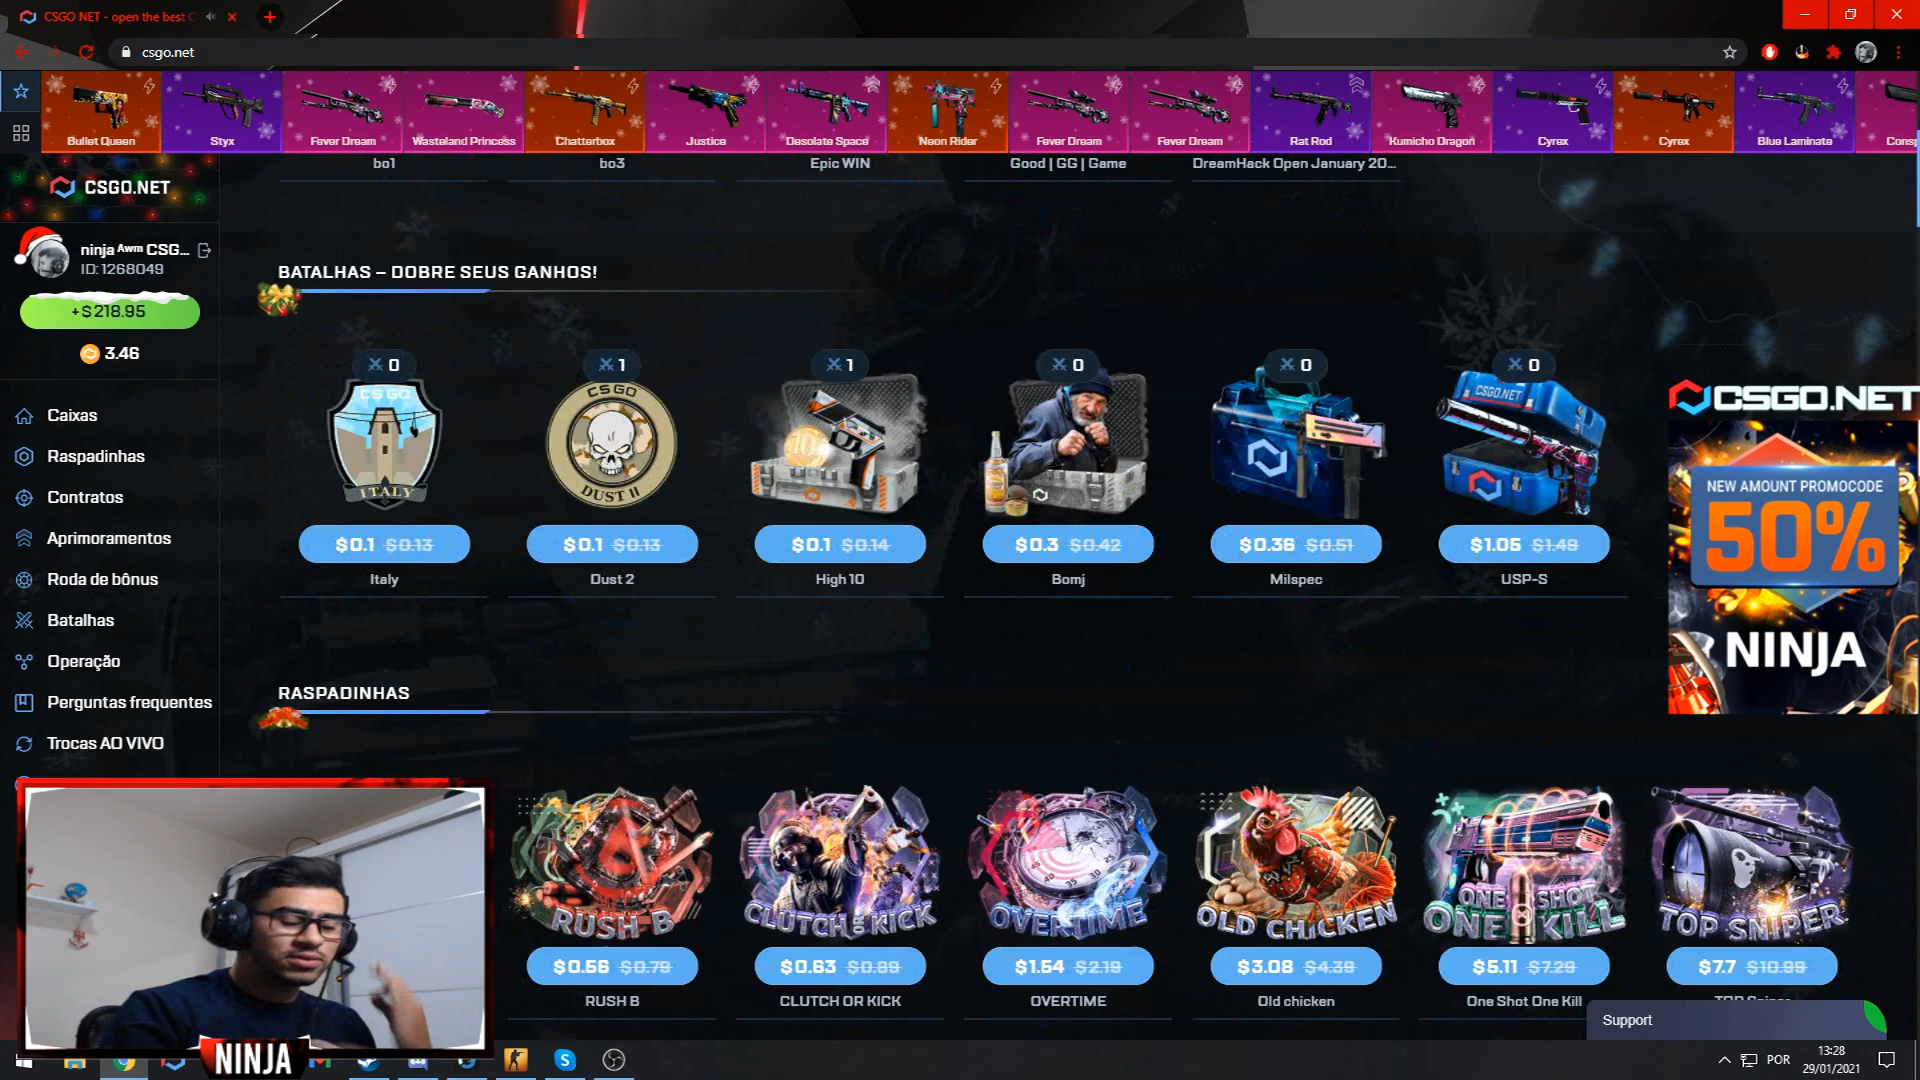 CSGO NET - open the best C
csgo.net
Bullet Queen
Styx
Fever Dream
Wasteland Princess
Chatterbox
Justice
Desolate Space
Neon Rider
Fever Dream
Fever Dream
Rat Rod
Kumicho Dragon
Cyrex
Cyrex
Blue Laminate
bo1
bo3
Epic WIN
Good | GG | Game
DreamHack Open January 20...
CSGO.NET
ninja Awm CSG...
ID: 1268049
+$218.95
3.46
Caixas
Raspadinhas
Contratos
Aprimoramentos
Roda de bônus
Batalhas
Operação
Perguntas frequentes
Trocas AO VIVO
BATALHAS – DOBRE SEUS GANHOS!
0
1
1
0
0
0
CS GO
ITALY
CS GO
DUST II
CSGO.NET
$0.1 $0.13
$0.1 $0.13
$0.1 $0.14
$0.3 $0.42
$0.36 $0.51
$1.05 $1.49
Italy
Dust 2
High 10
Bomj
Milspec
USP-S
CSGO.NET
NEW AMOUNT PROMOCODE
50%
NINJA
RASPADINHAS
RUSH B
CLUTCH OR KICK
OVERTIME
OLD CHICKEN
ONE SHOT
ONE KILL
TOP SNIPER
$0.56 $0.79
$0.63 $0.89
$1.54 $2.19
$3.08 $4.39
$5.11 $7.29
$7.7 $10.99
RUSH B
CLUTCH OR KICK
OVERTIME
Old chicken
One Shot One Kill
Support
NINJA
POR
13:28
29/01/2021